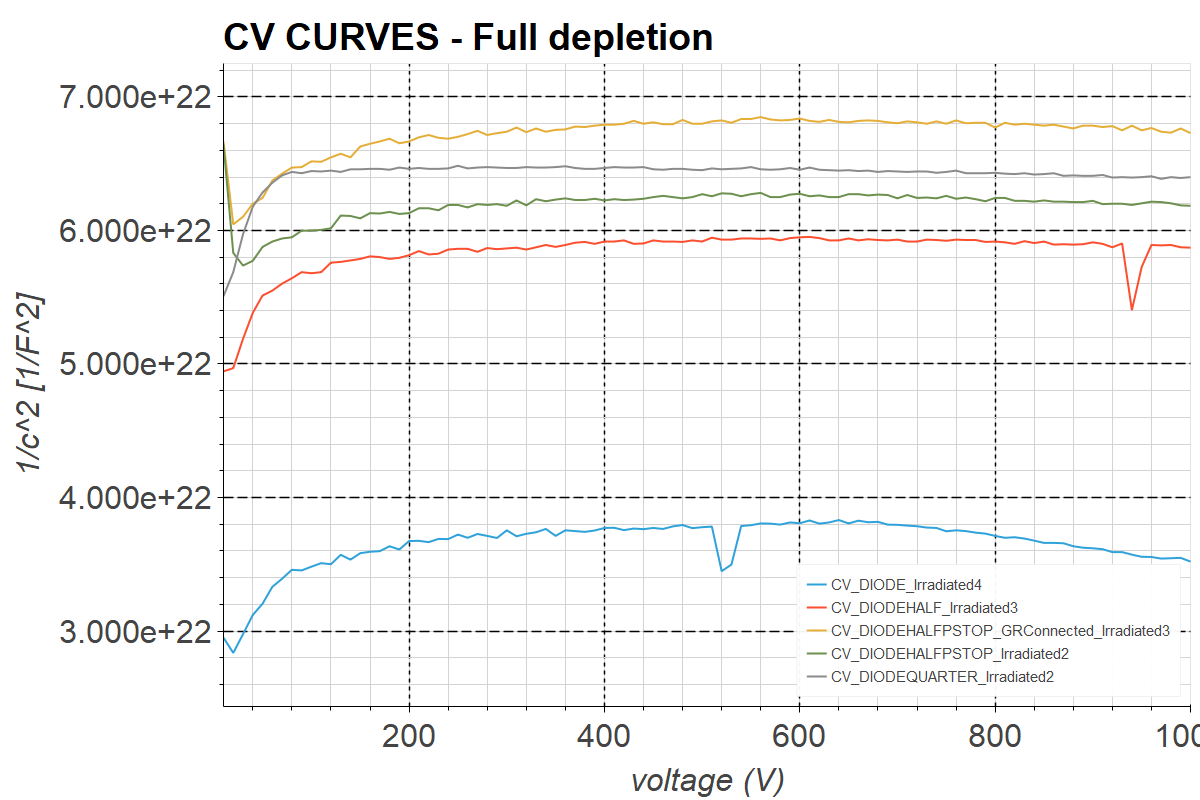 CV CURVES - Full depletion
7.000e+22
6.000e+22
5.000e+22
4.000e+22
3.000e+22
1/c^2 [1/F^2]
CV_DIODE_Irradiated4
CV_DIODEHALF_Irradiated3
CV_DIODEHALFPSTOP_GRConnected_Irradiated3
CV_DIODEHALFPSTOP_Irradiated2
CV_DIODEQUARTER_Irradiated2
200 400 600 800 100
voltage (V)